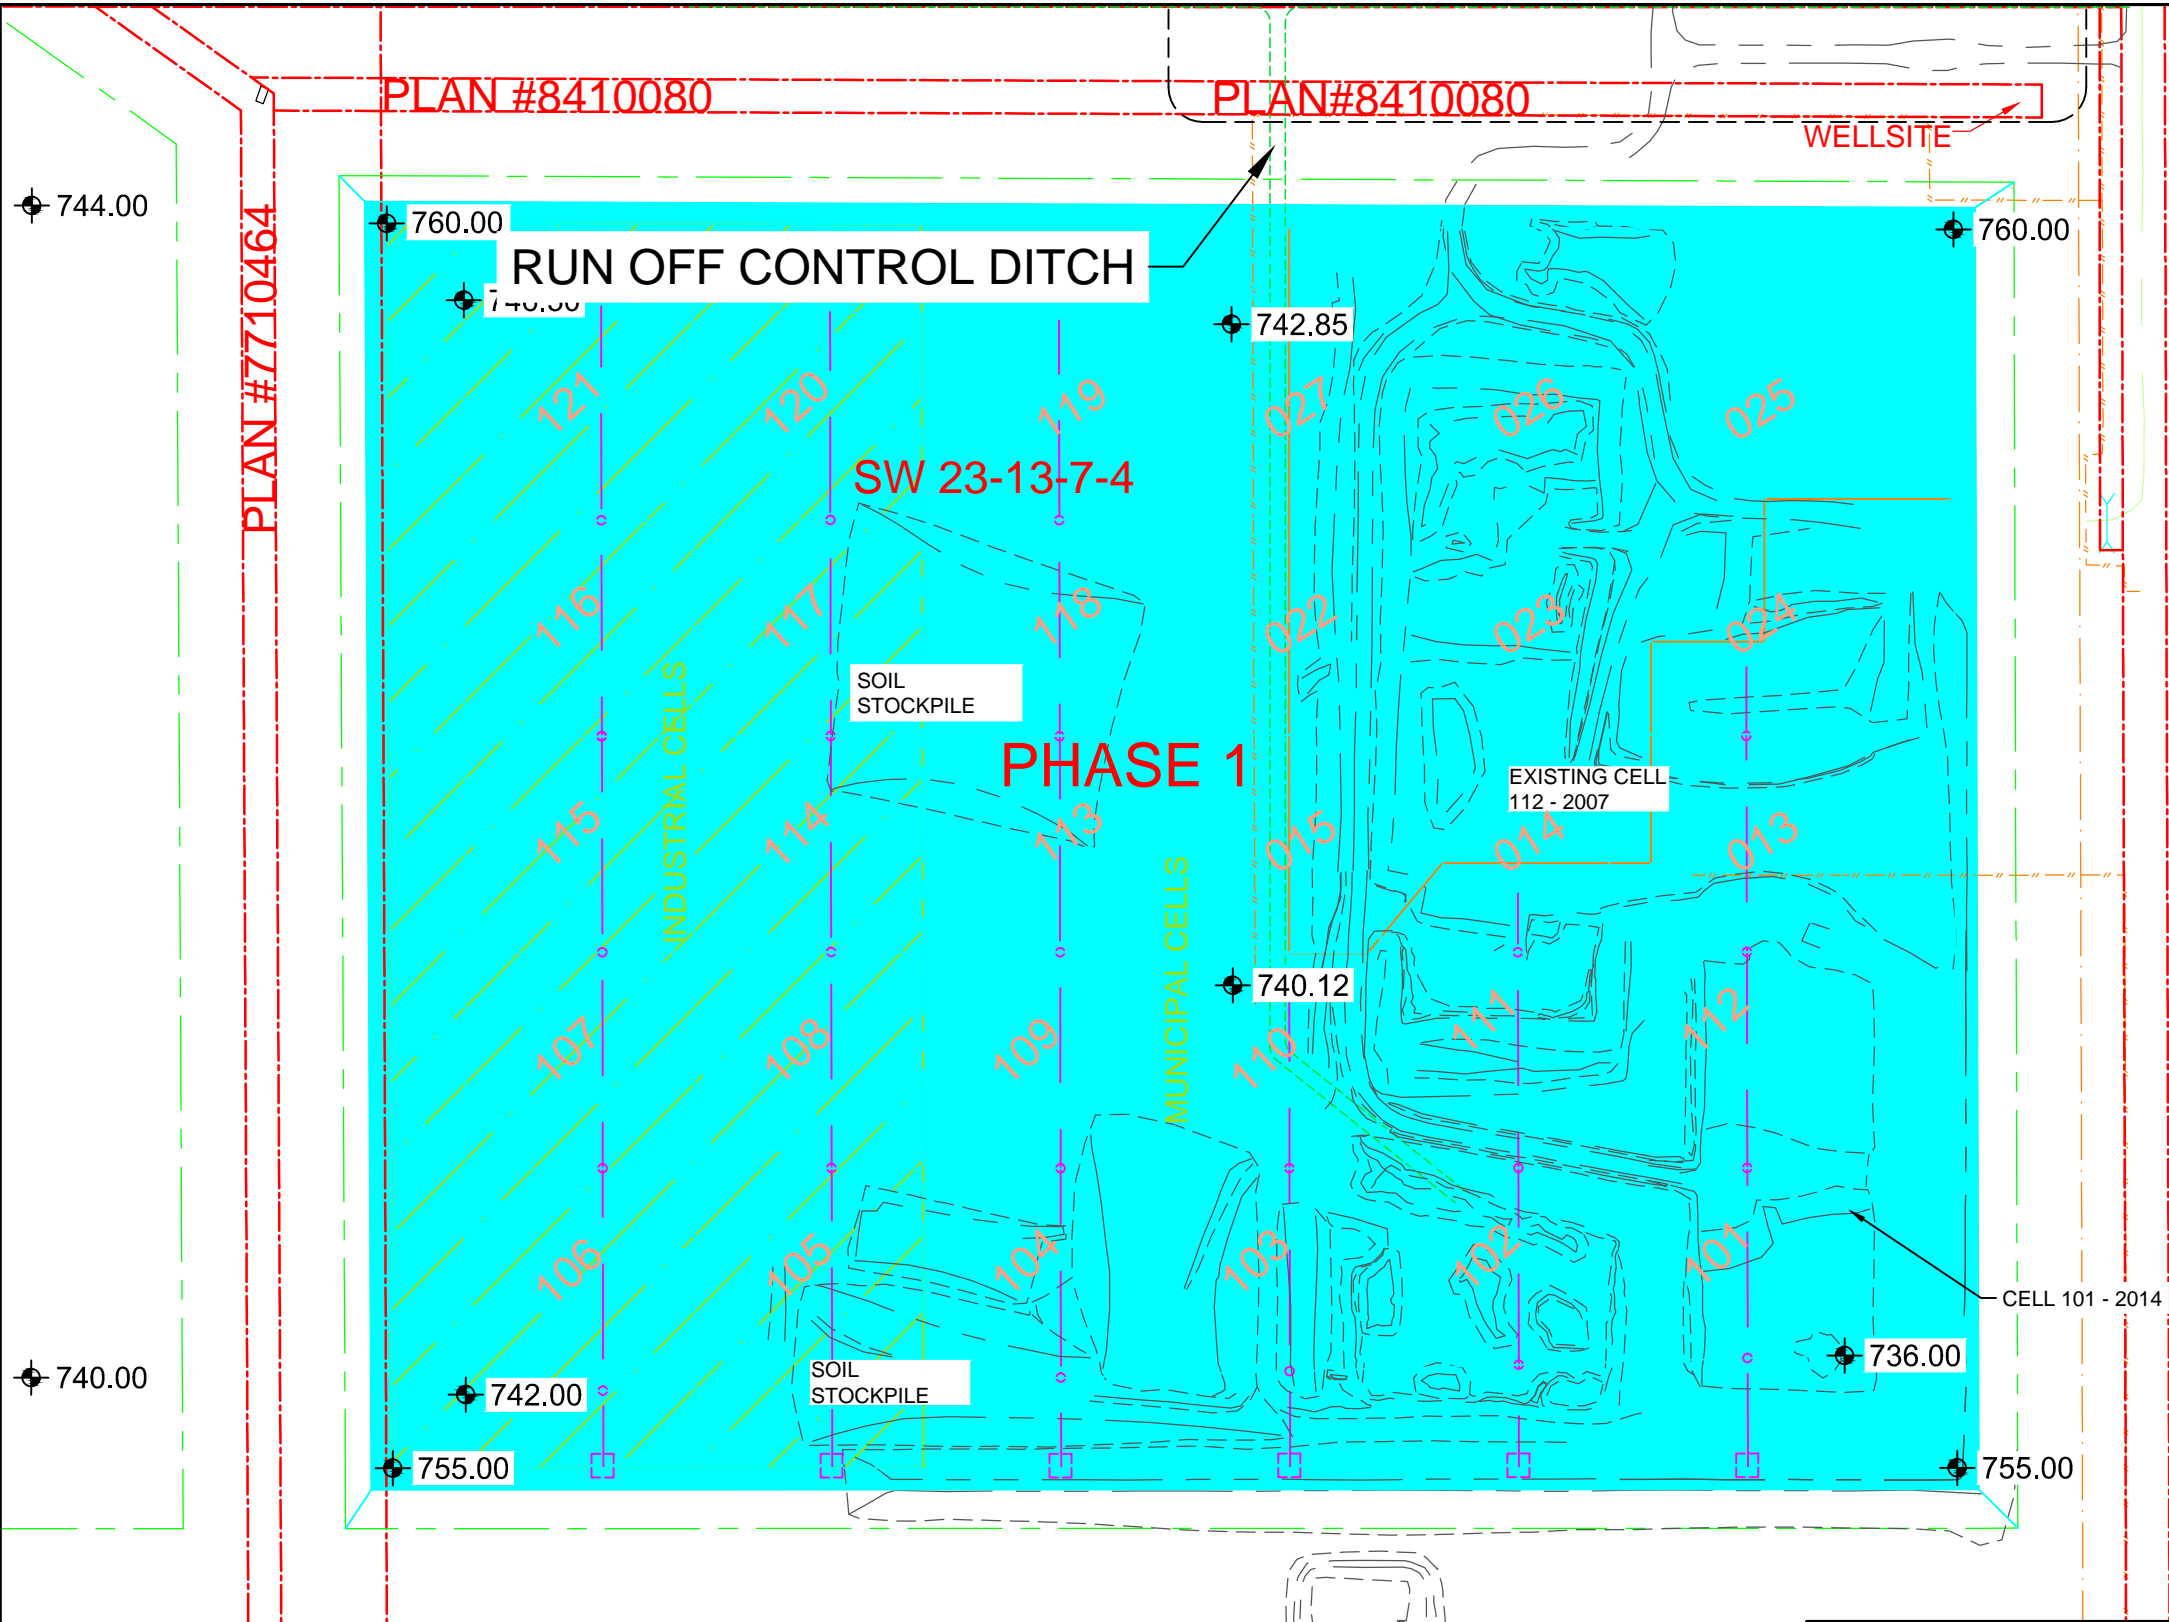 PLAN #8410080
PLAN#8410080
WELLSITE
744.00
760.00
760.00
PLAN #7710464
RUN OFF CONTROL DITCH
742.85
121
120
119
027
026
025
SW 23-13-7-4
116
117
118
022
023
024
SOIL
STOCKPILE
INDUSTRIAL CELLS
PHASE 1
EXISTING CELL
112 - 2007
115
114
113
015
014
013
MUNICIPAL CELLS
740.12
107
108
109
110
111
112
106
105
104
103
102
101
CELL 101 - 2014
736.00
740.00
742.00
SOIL
STOCKPILE
755.00
755.00